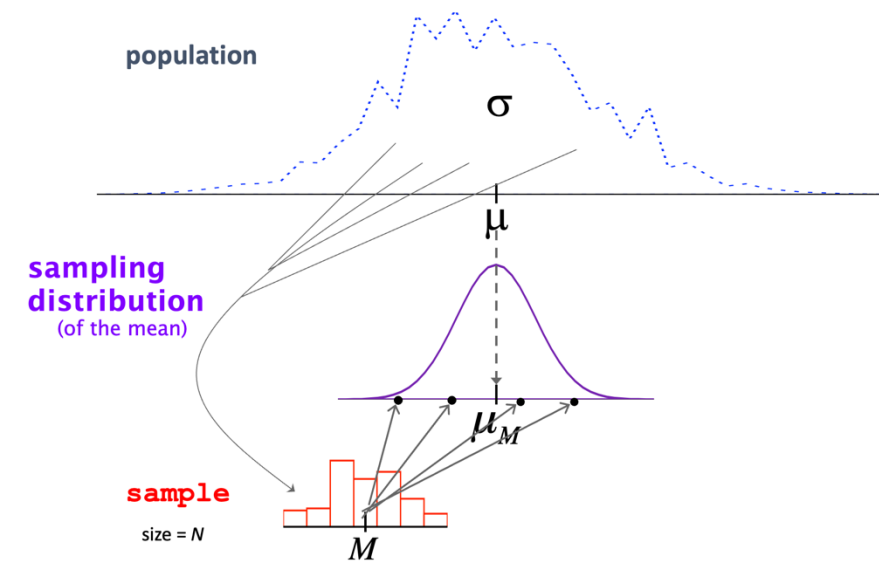 population
σ
μ
sampling
distribution
(of the mean)
μM
sample
size = N
M